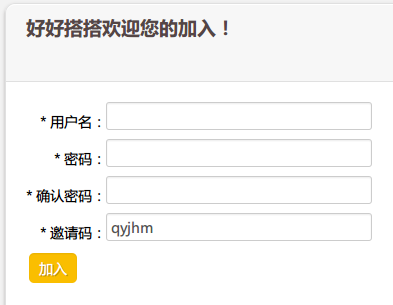 好好搭搭欢迎您的加入！
* 用户名：
* 密码：
* 确认密码：
* 邀请码： qyjhm
加入